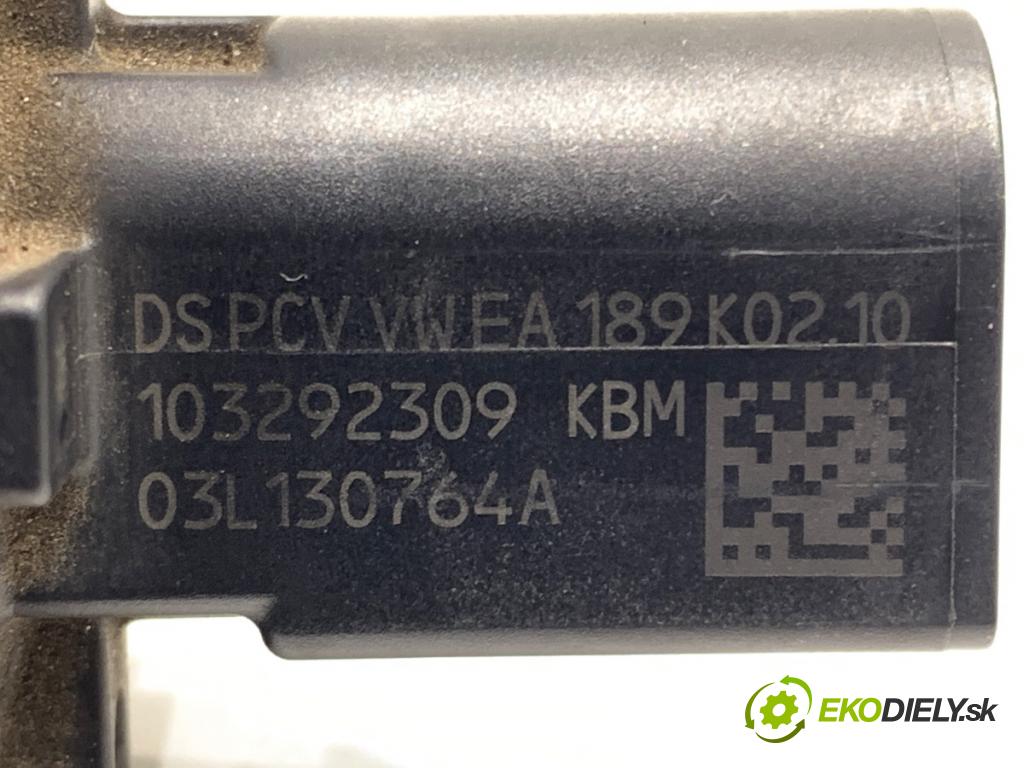 DS PCV VW EA 189 K02.10
103292309 KBM
03L130764A
EKODIELY.sk